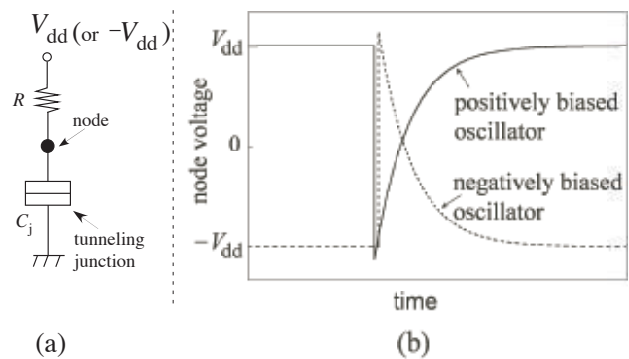 (a)
V_dd (or −V_dd)
R
node
C_j
tunneling
junction
(b)
V_dd
0
−V_dd
node voltage
positively biased
oscillator
negatively biased
oscillator
time